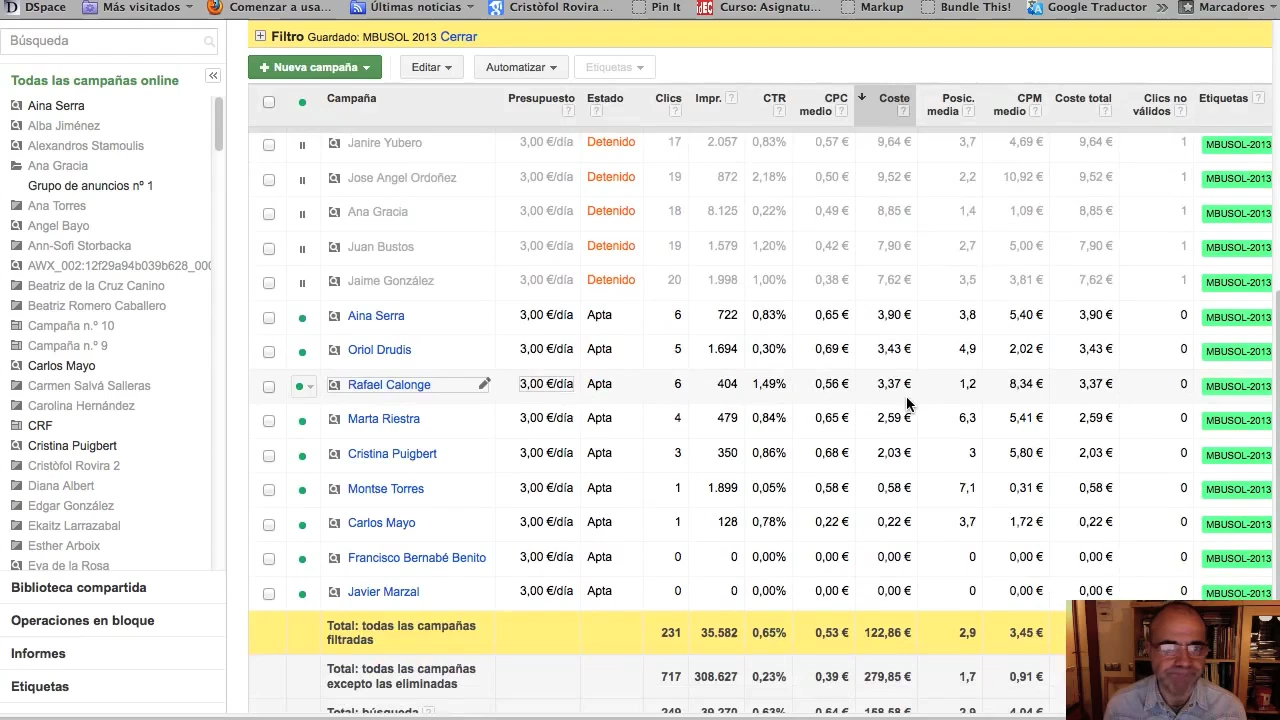 DSpace Más visitados Comenzar a usa... Últimas noticias Cristòfol Rovira ... Pin It Curso: Asignatu... Markup Bundle This! Google Traductor Marcadores
Búsqueda
Filtro Guardado: MBUSOL 2013 Cerrar
Nueva campaña Editar Automatizar Etiquetas
Todas las campañas online
Aina Serra
Alba Jiménez
Alexandros Stamoulis
Ana Gracia
Grupo de anuncios nº 1
Ana Torres
Angel Bayo
Ann-Sofi Storbacka
AWX_002:12f29a94b039b628_000
Beatriz de la Cruz Canino
Beatriz Romero Caballero
Campaña n.º 10
Campaña n.º 9
Carlos Mayo
Carmen Salvá Salleras
Carolina Hernández
CRF
Cristina Puigbert
Cristòfol Rovira 2
Diana Albert
Edgar González
Ekaitz Larrazabal
Esther Arboix
Eva de la Rosa
Biblioteca compartida
Operaciones en bloque
Informes
Etiquetas
Campaña Presupuesto ? Estado ? Clics ? Impr. ? CTR ? CPC medio ? Coste ? Posic. media ? CPM medio ? Coste total ? Clics no válidos ? Etiquetas ?
Janire Yubero 3,00 €/día Detenido 17 2.057 0,83% 0,57 € 9,64 € 3,7 4,69 € 9,64 € 1 MBUSOL-2013
Jose Angel Ordoñez 3,00 €/día Detenido 19 872 2,18% 0,50 € 9,52 € 2,2 10,92 € 9,52 € 1 MBUSOL-2013
Ana Gracia 3,00 €/día Detenido 18 8.125 0,22% 0,49 € 8,85 € 1,4 1,09 € 8,85 € 1 MBUSOL-2013
Juan Bustos 3,00 €/día Detenido 19 1.579 1,20% 0,42 € 7,90 € 2,7 5,00 € 7,90 € 1 MBUSOL-2013
Jaime González 3,00 €/día Detenido 20 1.998 1,00% 0,38 € 7,62 € 3,5 3,81 € 7,62 € 1 MBUSOL-2013
Aina Serra 3,00 €/día Apta 6 722 0,83% 0,65 € 3,90 € 3,8 5,40 € 3,90 € 0 MBUSOL-2013
Oriol Drudis 3,00 €/día Apta 5 1.694 0,30% 0,69 € 3,43 € 4,9 2,02 € 3,43 € 0 MBUSOL-2013
Rafael Calonge 3,00 €/día Apta 6 404 1,49% 0,56 € 3,37 € 1,2 8,34 € 3,37 € 0 MBUSOL-2013
Marta Riestra 3,00 €/día Apta 4 479 0,84% 0,65 € 2,59 € 6,3 5,41 € 2,59 € 0 MBUSOL-2013
Cristina Puigbert 3,00 €/día Apta 3 350 0,86% 0,68 € 2,03 € 3 5,80 € 2,03 € 0 MBUSOL-2013
Montse Torres 3,00 €/día Apta 1 1.899 0,05% 0,58 € 0,58 € 7,1 0,31 € 0,58 € 0 MBUSOL-2013
Carlos Mayo 3,00 €/día Apta 1 128 0,78% 0,22 € 0,22 € 3,7 1,72 € 0,22 € 0 MBUSOL-2013
Francisco Bernabé Benito 3,00 €/día Apta 0 0 0,00% 0,00 € 0,00 € 0 0,00 € 0,00 € 0 MBUSOL-2013
Javier Marzal 3,00 €/día Apta 0 0 0,00% 0,00 € 0,00 € 0 0,00 € 0,00 € 0 MBUSOL-2013
Total: todas las campañas filtradas 231 35.582 0,65% 0,53 € 122,86 € 2,9 3,45 €
Total: todas las campañas excepto las eliminadas 717 308.627 0,23% 0,39 € 279,85 € 1,7 0,91 €
Total: búsqueda ? 249 39.270 0,63% 0,64 € 158,58 € 2,9 4,04 €